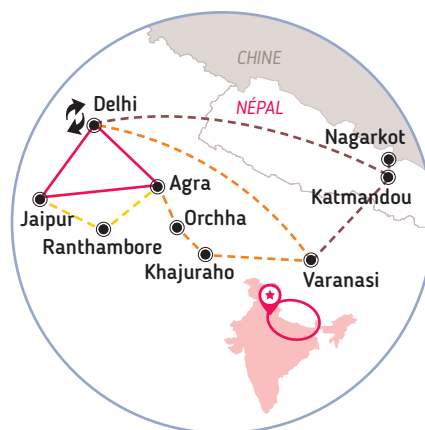 CHINE
Delhi
NÉPAL
Nagarkot
Agra
Katmandou
Jaipur
Orchha
Ranthambore
Khajuraho
Varanasi